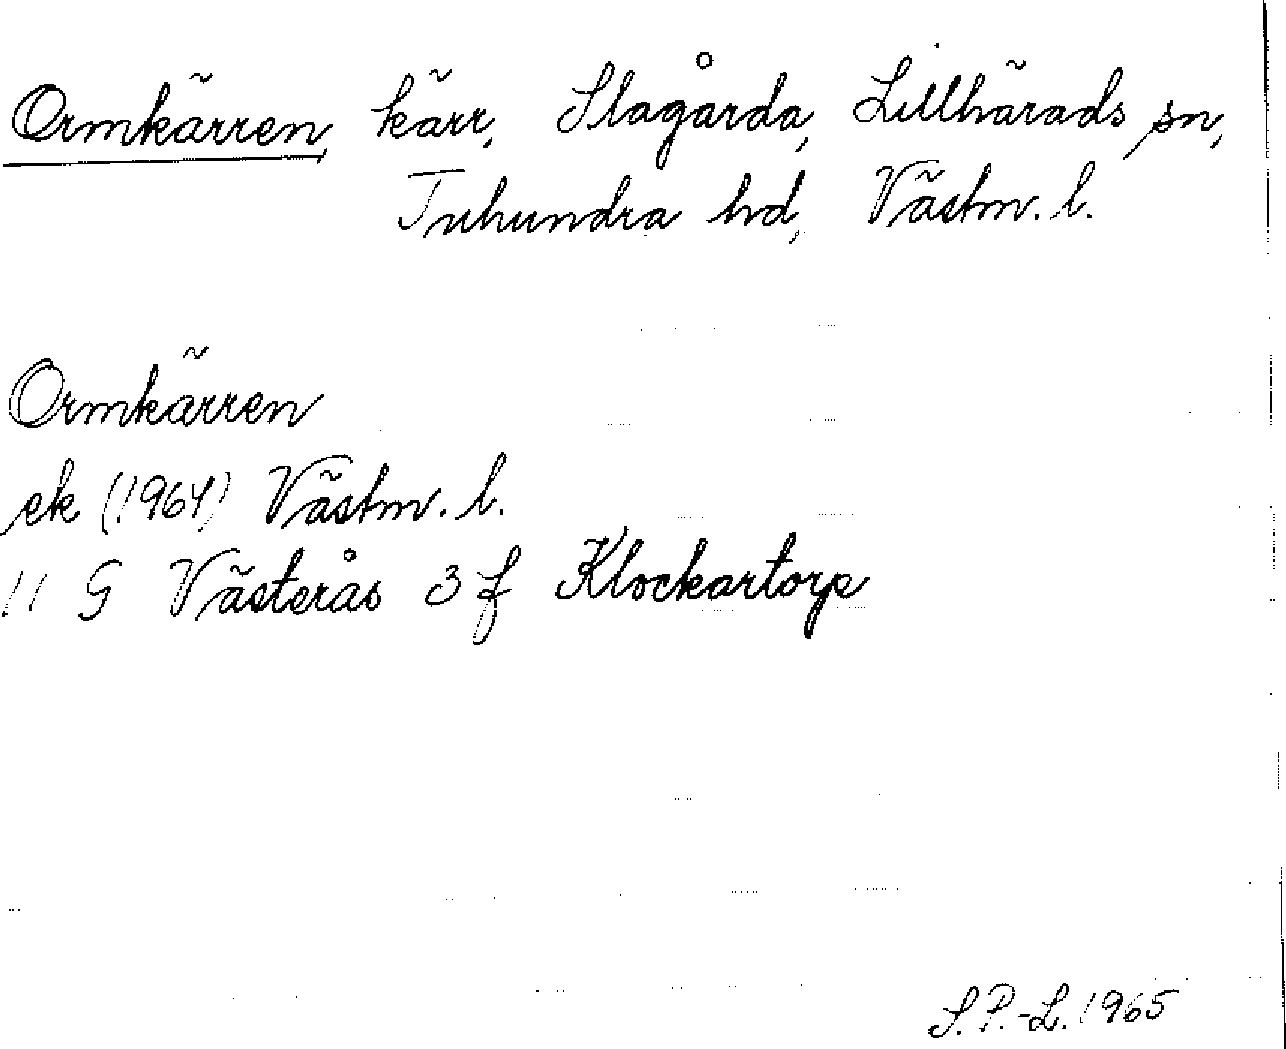 Ormkärren, kärr, Slagårda, Lillhärads sn,
Tuhundra hd, Västm. l.
Ormkärren
ek (1964) Västm. l.
11 G Västerås 3 f Klockartorp
S. P.-L. 1965